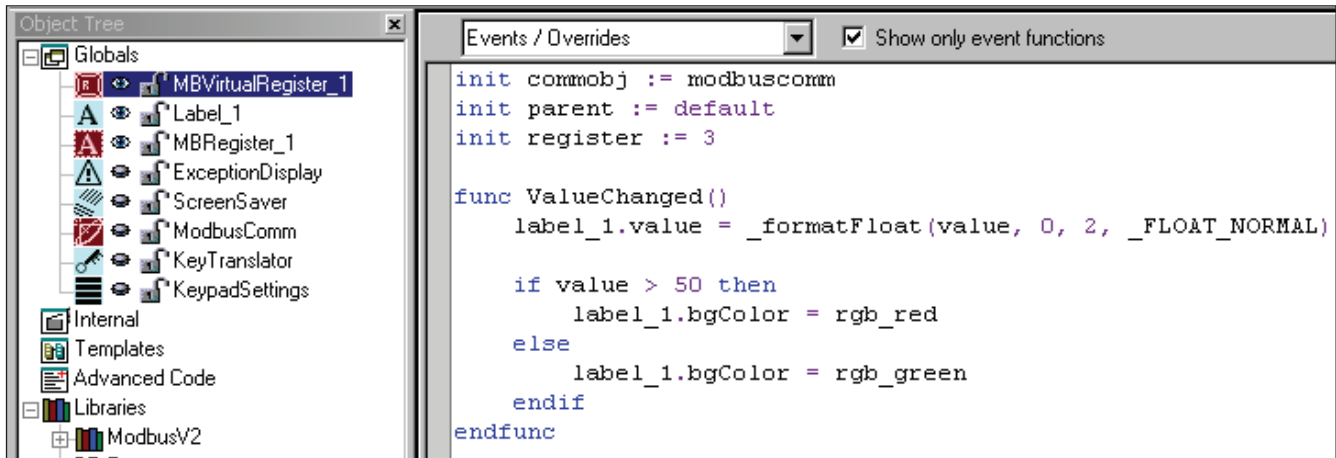 Object Tree
Globals
MBVirtualRegister_1
Label_1
MBRegister_1
ExceptionDisplay
ScreenSaver
ModbusComm
KeyTranslator
KeypadSettings
Internal
Templates
Advanced Code
Libraries
ModbusV2
Events / Overrides
Show only event functions
init commobj := modbuscomm
init parent := default
init register := 3
func ValueChanged()
label_1.value = _formatFloat(value, 0, 2, _FLOAT_NORMAL)
if value > 50 then
label_1.bgColor = rgb_red
else
label_1.bgColor = rgb_green
endif
endfunc